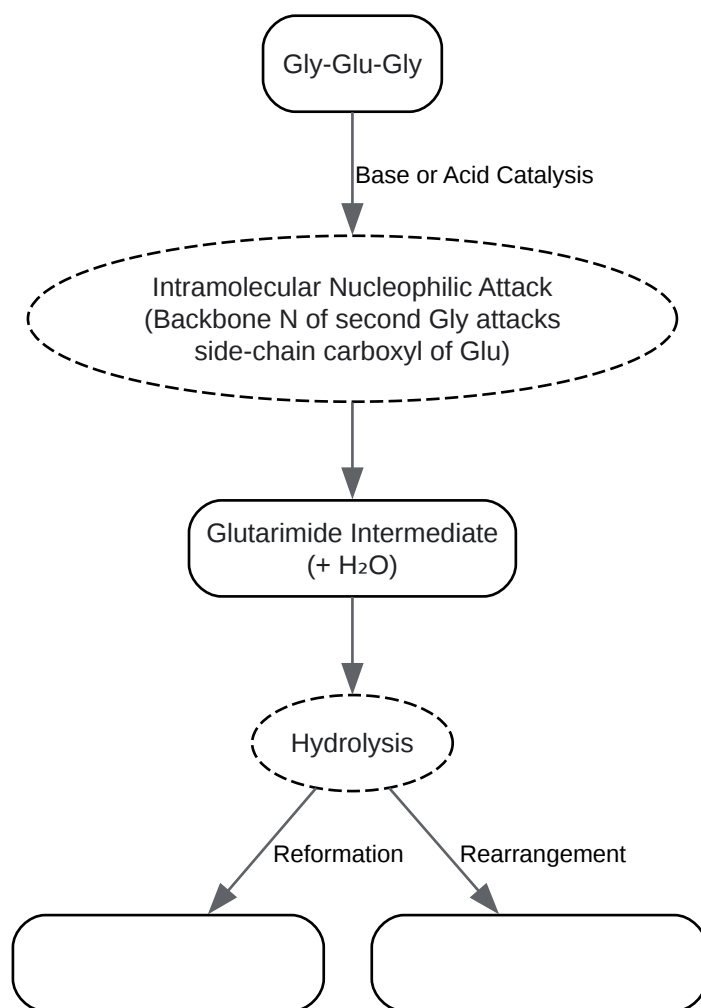 Gly-Glu-Gly
Base or Acid Catalysis
Intramolecular Nucleophilic Attack
(Backbone N of second Gly attacks
side-chain carboxyl of Glu)
Glutarimide Intermediate
(+ H₂O)
Hydrolysis
Reformation
Rearrangement